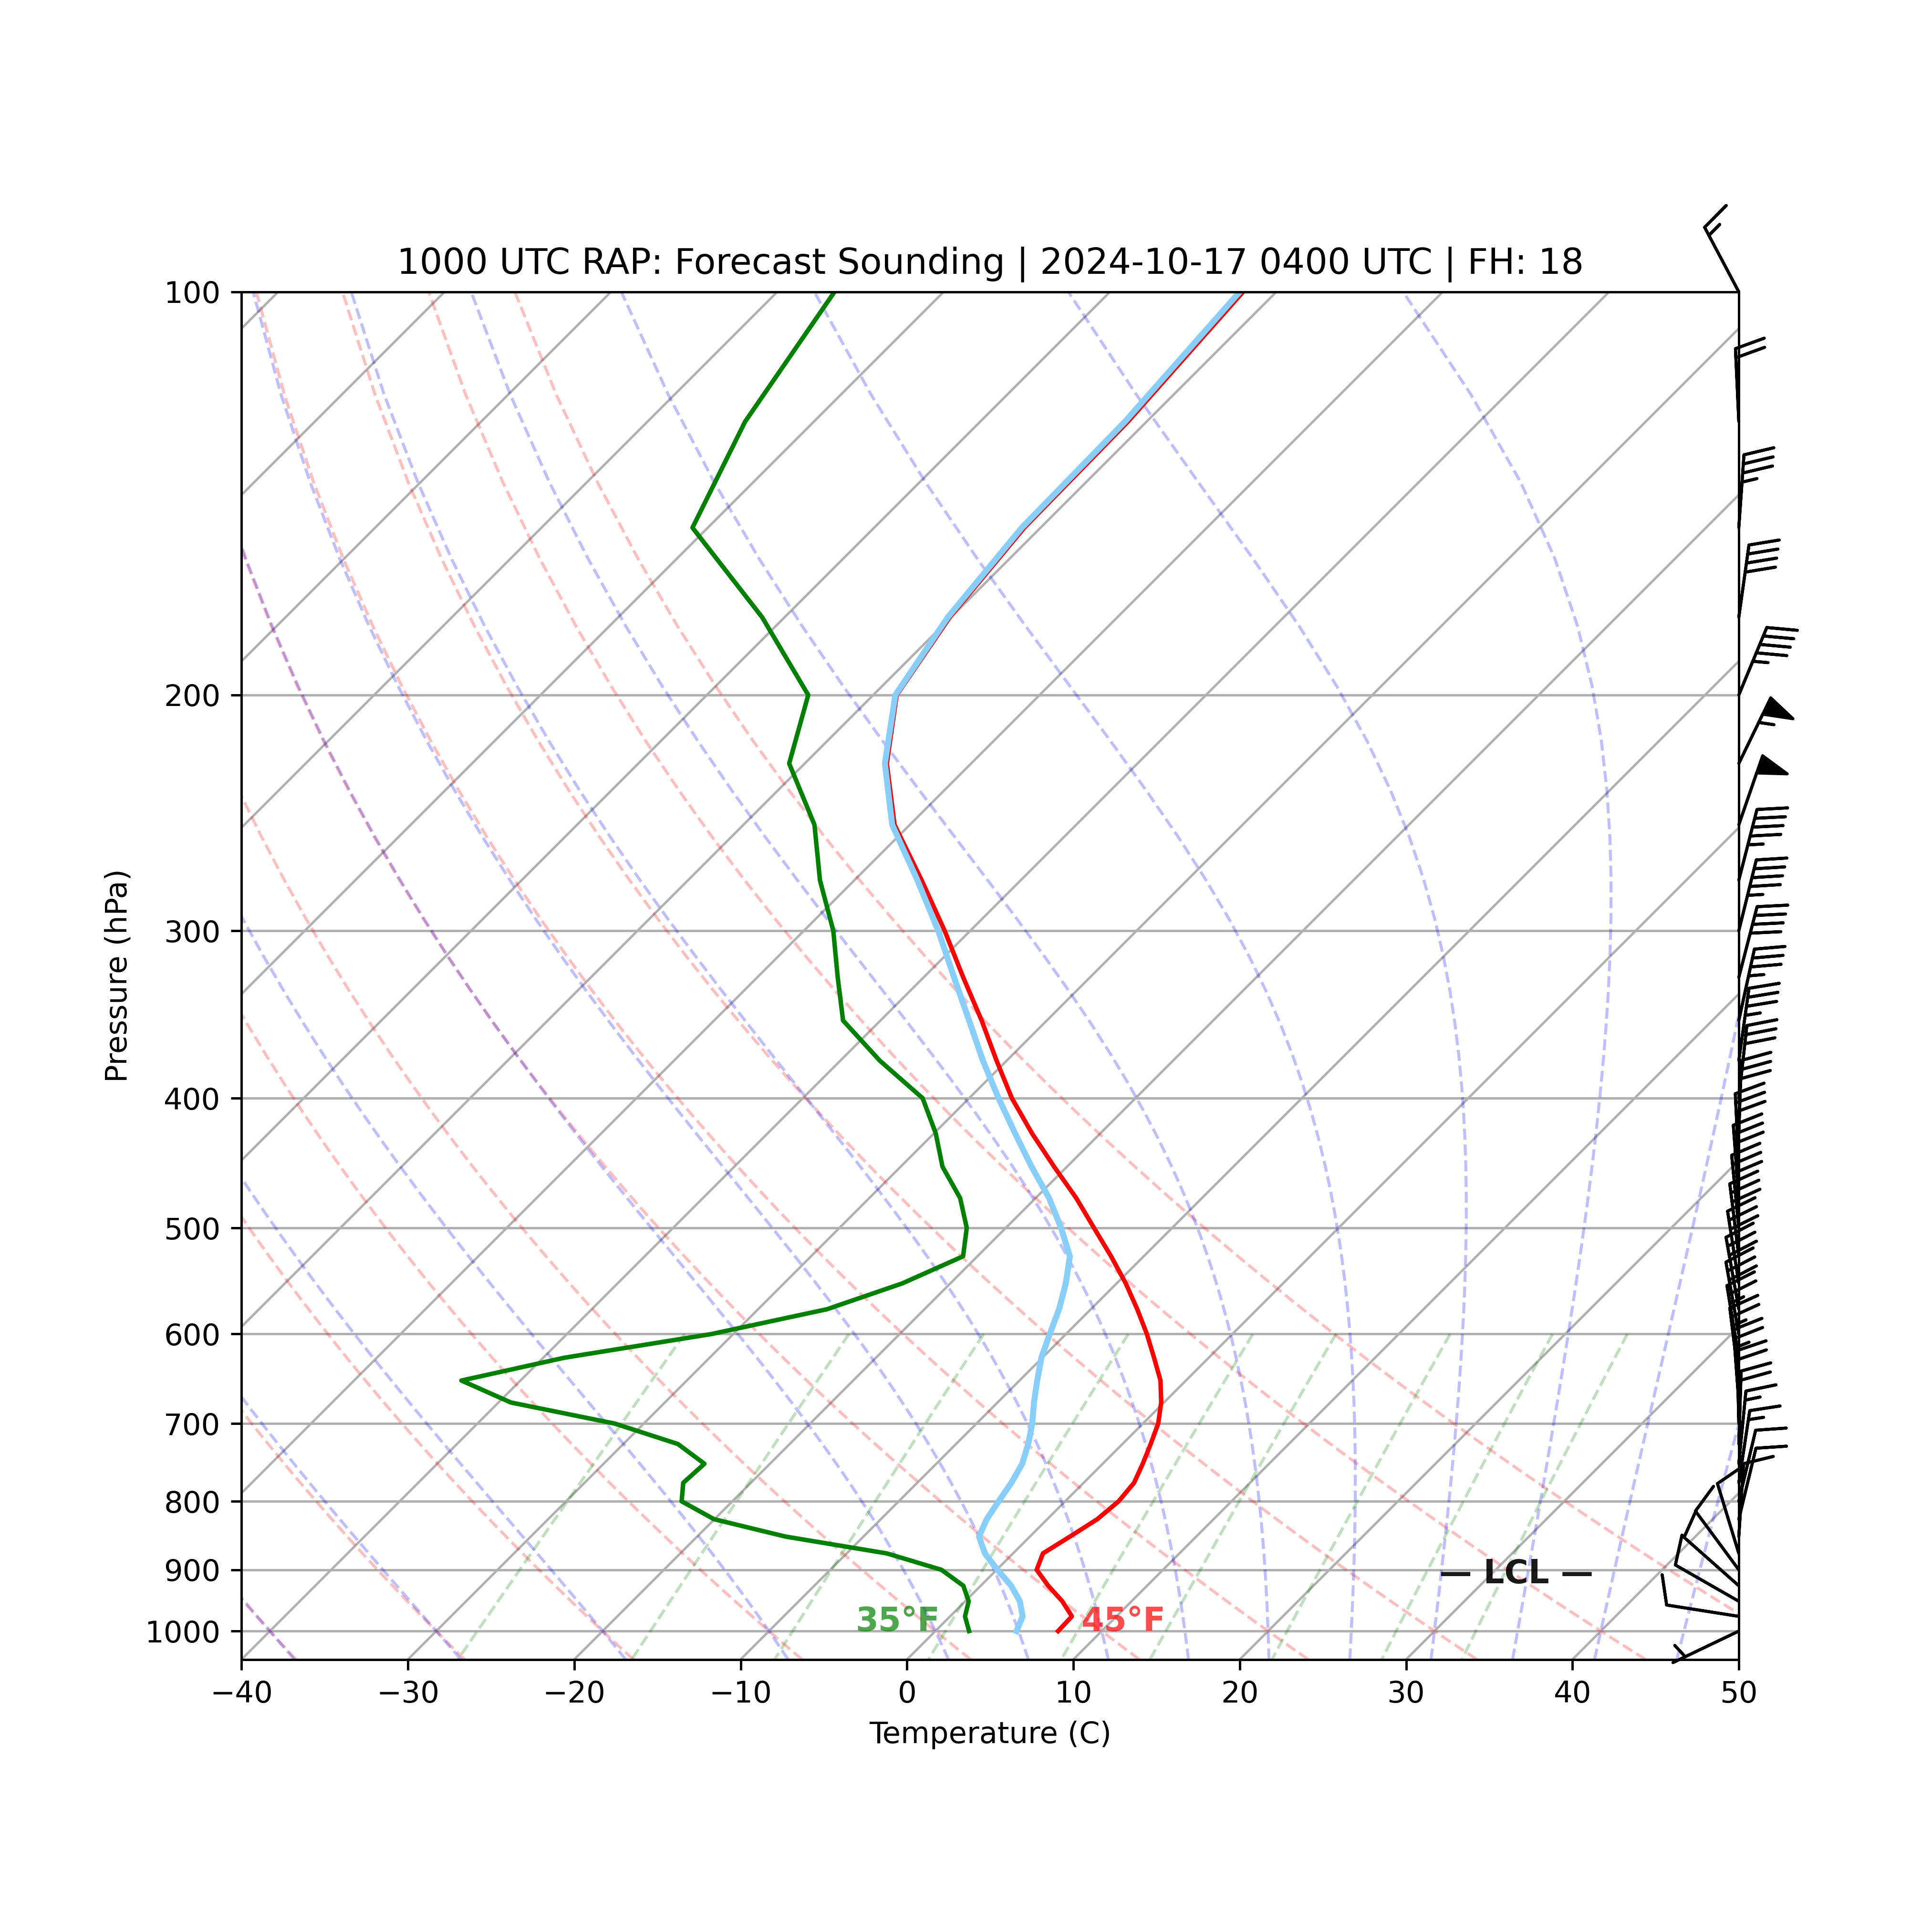 1000 UTC RAP: Forecast Sounding | 2024-10-17 0400 UTC | FH: 18
100
200
300
400
500
600
700
800
900
1000
Pressure (hPa)
— LCL —
35°F
45°F
−40 −30 −20 −10 0 10 20 30 40 50
Temperature (C)